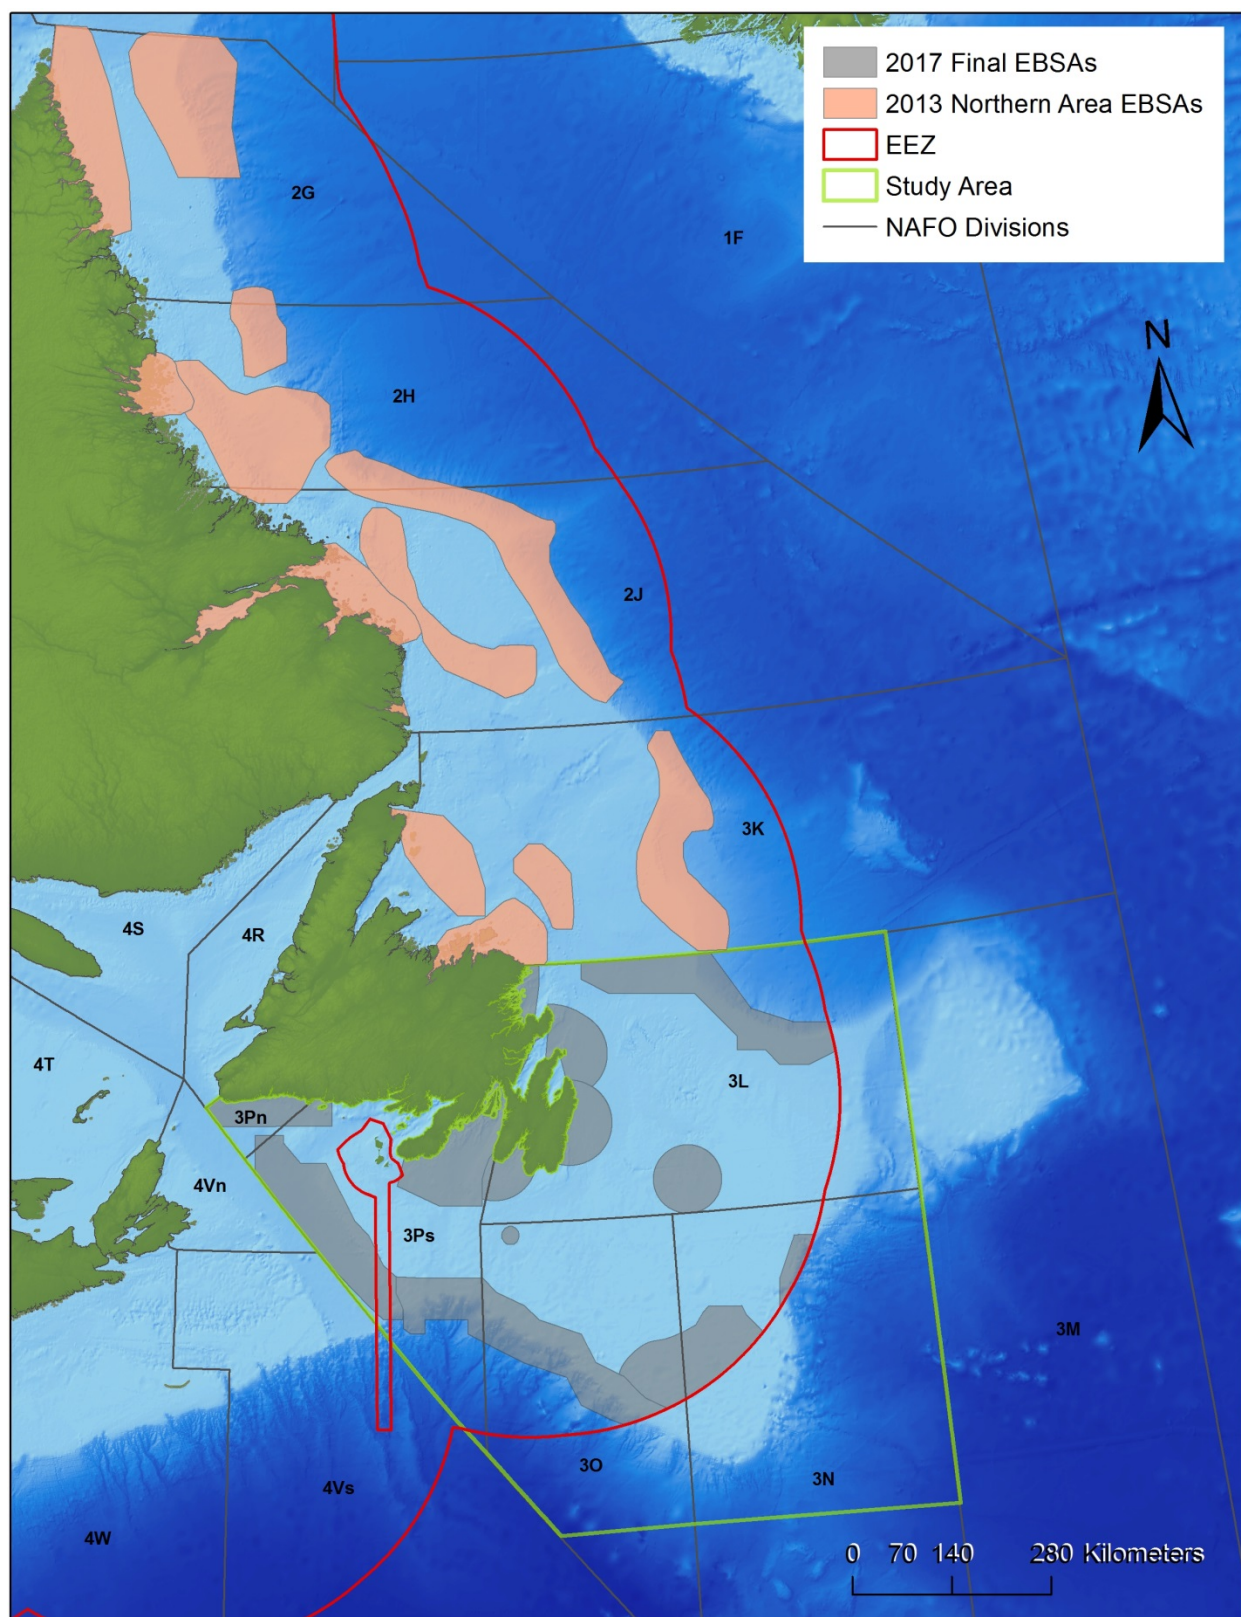 2017 Final EBSAs
2013 Northern Area EBSAs
EEZ
Study Area
NAFO Divisions
2G
1F
N
2H
2J
3K
4S
4R
3L
4T
3Pn
4Vn
3Ps
3M
3O
3N
4Vs
4W
0 70 140 280 Kilometers